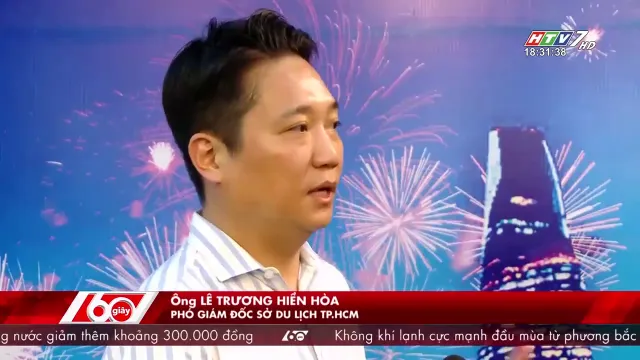 HTV7 HD
18:31:38
60 giây
Ông LÊ TRƯƠNG HIỀN HÒA
PHÓ GIÁM ĐỐC SỞ DU LỊCH TP.HCM
g nước giảm thêm khoảng 300.000 đồng 60 Không khí lạnh cực mạnh đầu mùa từ phương bắc